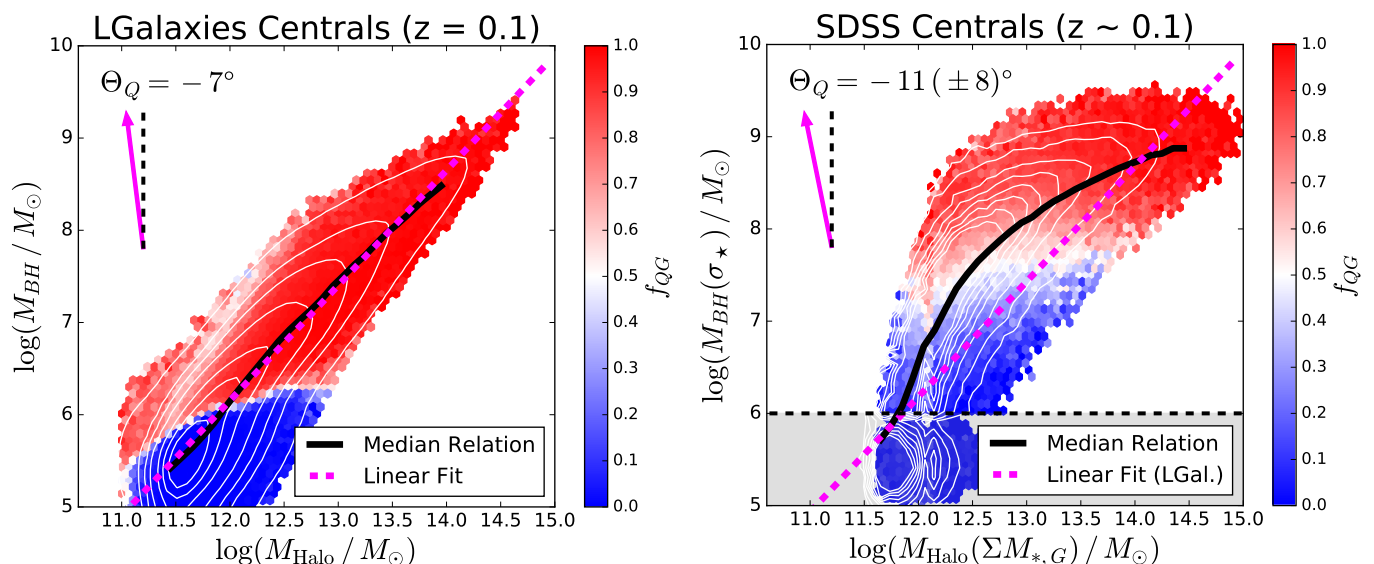 LGalaxies Centrals (z = 0.1)
Θ_Q = −7°
log(M_BH / M_⊙)
10
9
8
7
6
5
11.0 11.5 12.0 12.5 13.0 13.5 14.0 14.5 15.0
log(M_Halo / M_⊙)
Median Relation
Linear Fit
1.0
0.9
0.8
0.7
0.6
0.5
0.4
0.3
0.2
0.1
0.0
f_QG
SDSS Centrals (z ~ 0.1)
Θ_Q = −11 (±8)°
log(M_BH(σ_⋆) / M_⊙)
10
9
8
7
6
5
11.0 11.5 12.0 12.5 13.0 13.5 14.0 14.5 15.0
log(M_Halo(ΣM_*,G) / M_⊙)
Median Relation
Linear Fit (LGal.)
1.0
0.9
0.8
0.7
0.6
0.5
0.4
0.3
0.2
0.1
0.0
f_QG